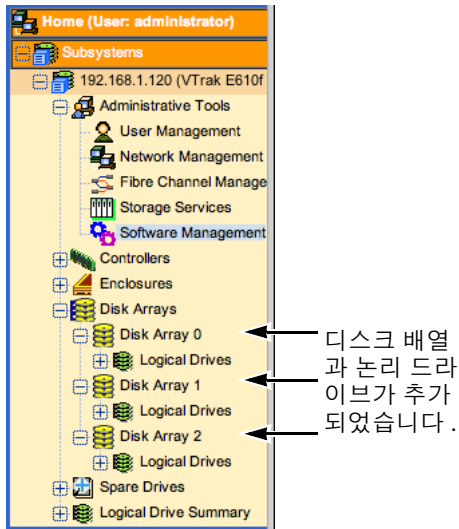 Home (User: administrator)
Subsystems
192.168.1.120 (VTrak E610f
Administrative Tools
User Management
Network Management
Fibre Channel Manage
Storage Services
Software Management
Controllers
Enclosures
Disk Arrays
Disk Array 0
Logical Drives
Disk Array 1
Logical Drives
Disk Array 2
Logical Drives
Spare Drives
Logical Drive Summary
디스크 배열
과 논리 드라
이브가 추가
되었습니다 .